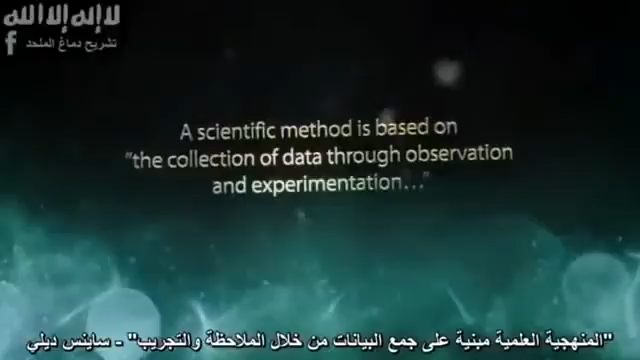 لا إله إلا الله
تشريح دماغ الملحد
A scientific method is based on
"the collection of data through observation
and experimentation..."
"المنهجية العلمية مبنية على جمع البيانات من خلال الملاحظة والتجريب" - ساينس ديلي